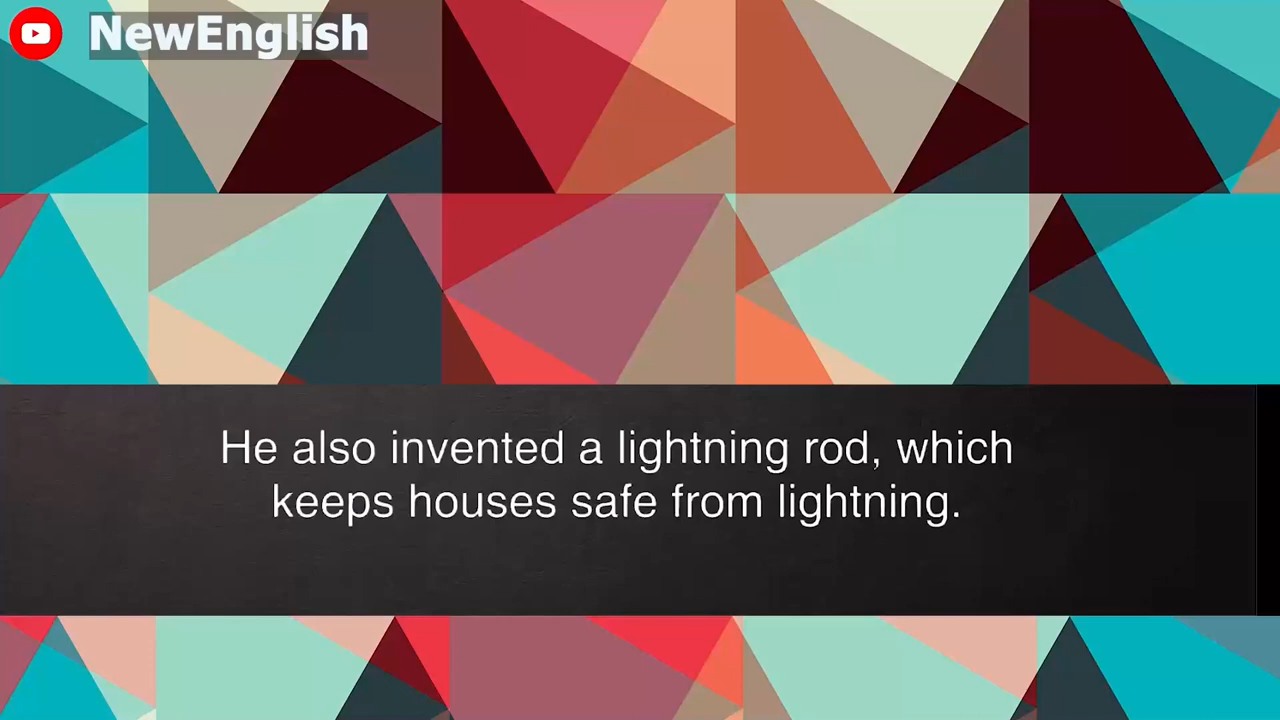 NewEnglish
He also invented a lightning rod, which
keeps houses safe from lightning.